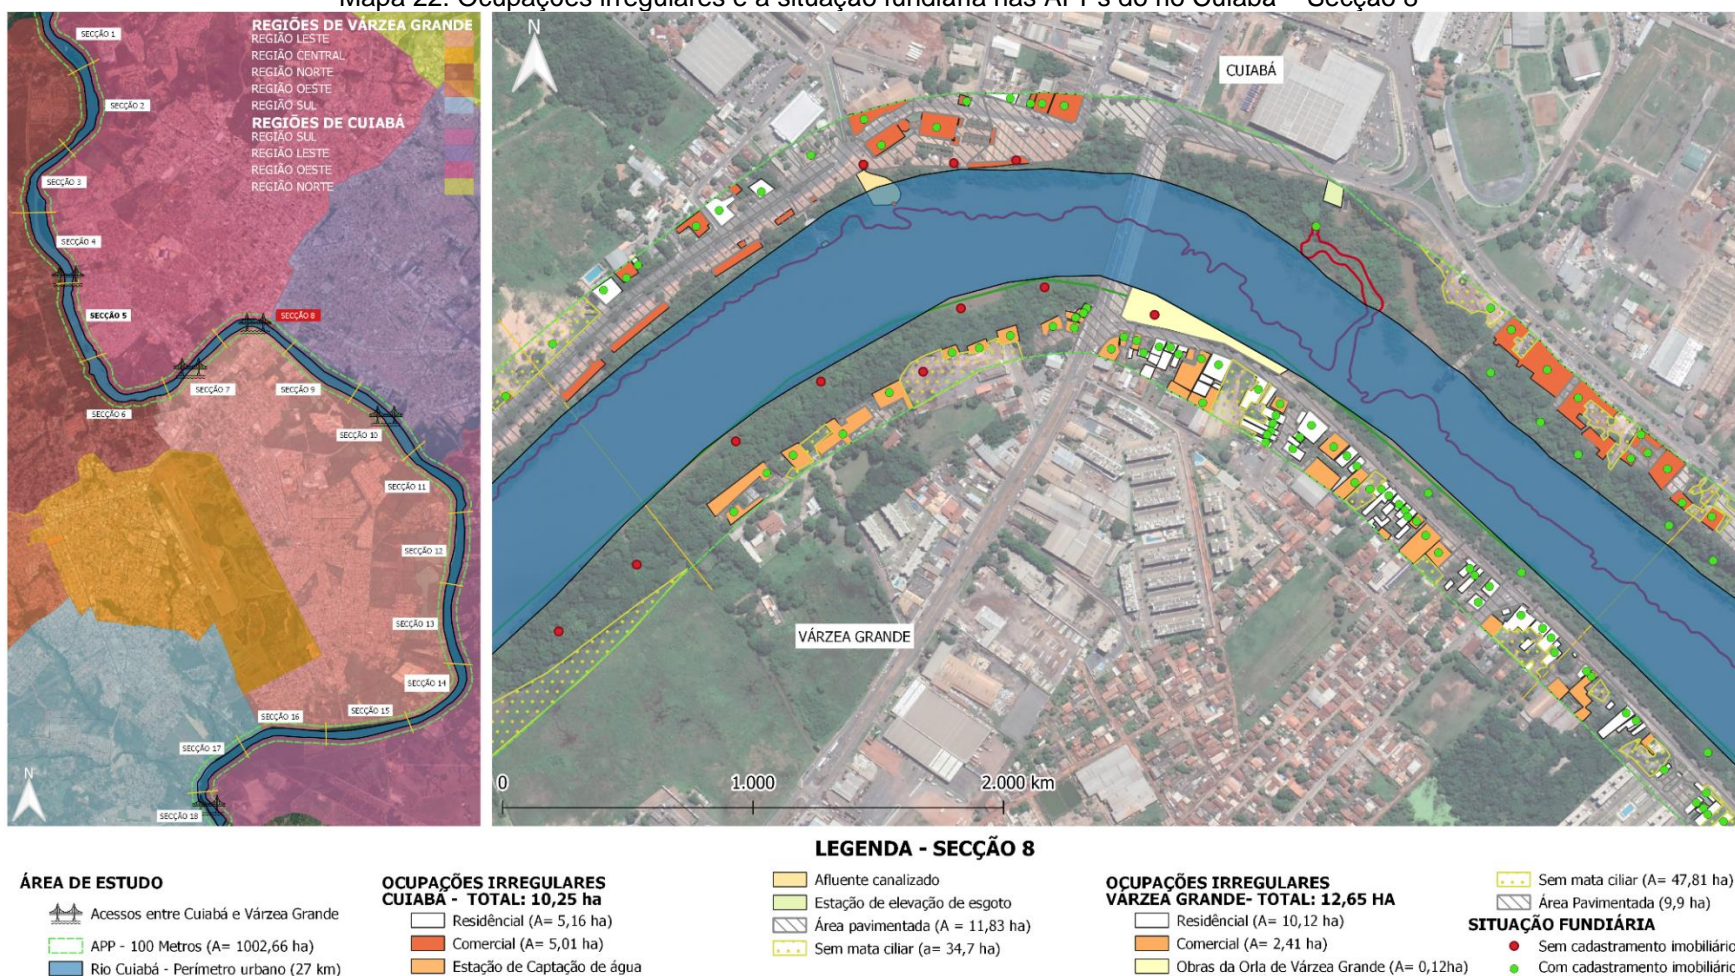 Mapa 22: Ocupações irregulares e a situação fundiária nas APPs do rio Cuiabá – Secção 8
REGIÕES DE VÁRZEA GRANDE
REGIÃO LESTE
REGIÃO CENTRAL
REGIÃO NORTE
REGIÃO OESTE
REGIÃO SUL
REGIÕES DE CUIABÁ
REGIÃO SUL
REGIÃO LESTE
REGIÃO OESTE
REGIÃO NORTE
SECÇÃO 1
SECÇÃO 2
SECÇÃO 3
SECÇÃO 4
SECÇÃO 5
SECÇÃO 6
SECÇÃO 7
SECÇÃO 8
SECÇÃO 9
SECÇÃO 10
SECÇÃO 11
SECÇÃO 12
SECÇÃO 13
SECÇÃO 14
SECÇÃO 15
SECÇÃO 16
SECÇÃO 17
SECÇÃO 18
N
N
CUIABÁ
VÁRZEA GRANDE
0 1.000 2.000 km
LEGENDA - SECÇÃO 8
ÁREA DE ESTUDO
Acessos entre Cuiabá e Várzea Grande
APP - 100 Metros (A= 1002,66 ha)
Rio Cuiabá - Perímetro urbano (27 km)
OCUPAÇÕES IRREGULARES
CUIABÁ - TOTAL: 10,25 ha
Residêncial (A= 5,16 ha)
Comercial (A= 5,01 ha)
Estação de Captação de água
Afluente canalizado
Estação de elevação de esgoto
Área pavimentada (A = 11,83 ha)
Sem mata ciliar (a= 34,7 ha)
OCUPAÇÕES IRREGULARES
VÁRZEA GRANDE- TOTAL: 12,65 HA
Residêncial (A= 10,12 ha)
Comercial (A= 2,41 ha)
Obras da Orla de Várzea Grande (A= 0,12ha)
Sem mata ciliar (A= 47,81 ha)
Área Pavimentada (9,9 ha)
SITUAÇÃO FUNDIÁRIA
Sem cadastramento imobiliário
Com cadastramento imobiliário